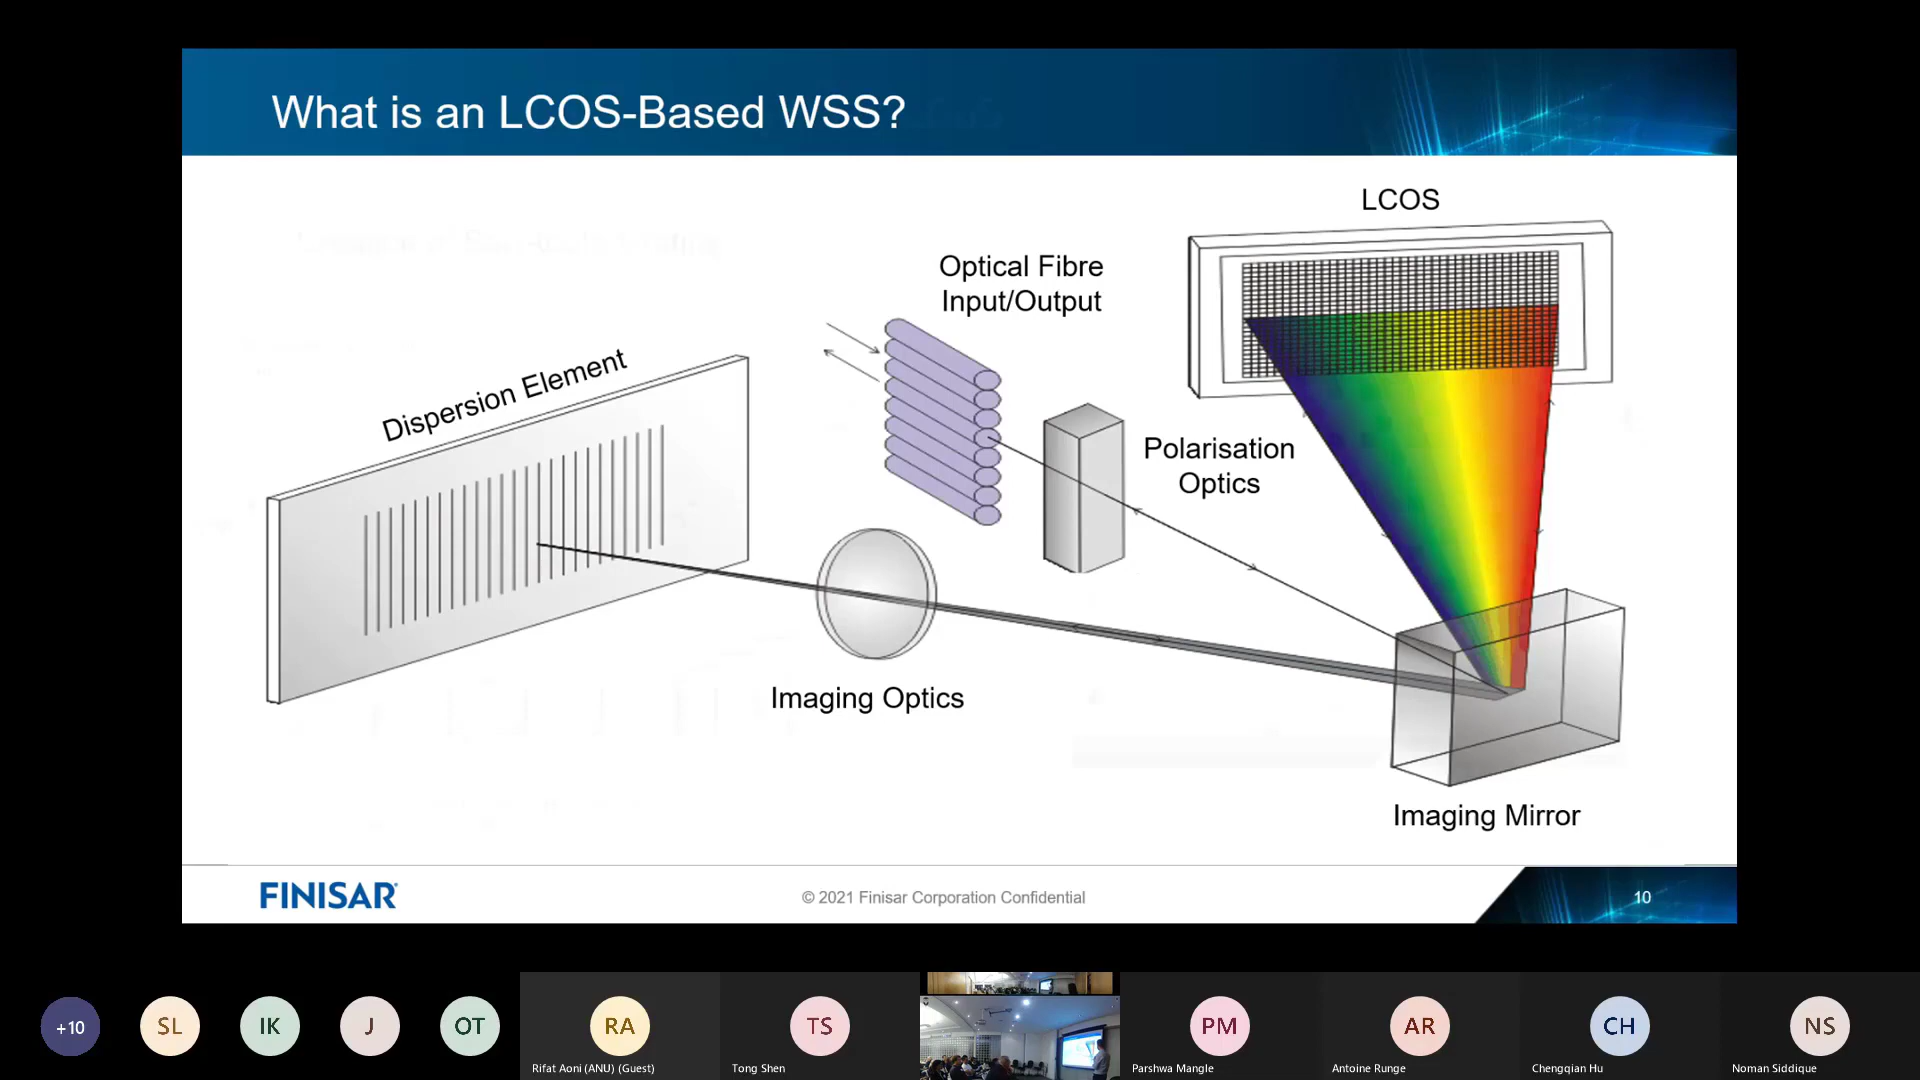 What is an LCOS-Based WSS?
LCOS
Optical Fibre
Input/Output
Dispersion Element
Polarisation
Optics
Imaging Optics
Imaging Mirror
FINISAR
© 2021 Finisar Corporation Confidential
10
+10
SL
IK
J
OT
RA
Rifat Aoni (ANU) (Guest)
TS
Tong Shen
PM
Parshwa Mangle
AR
Antoine Runge
CH
Chengqian Hu
NS
Noman Siddique